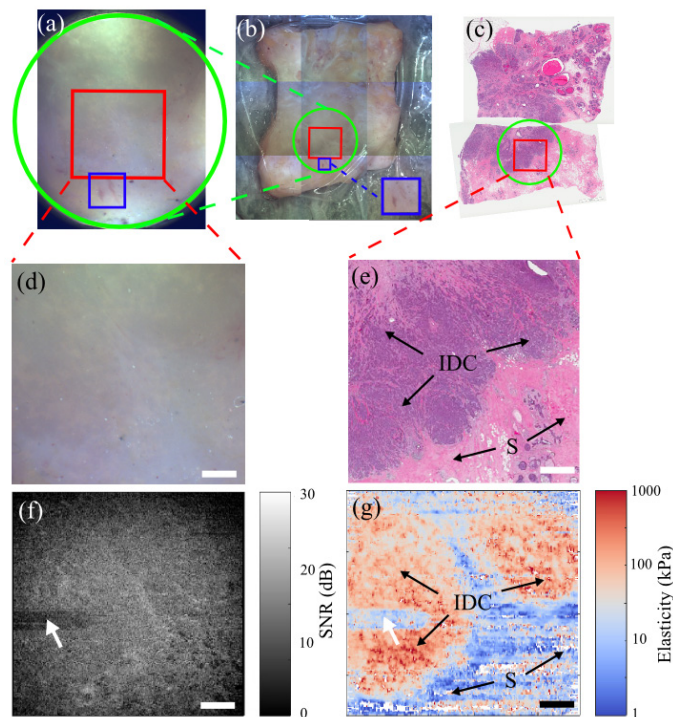 (a)
(b)
(c)
(d)
(e)
IDC
S
(f)
30
20
10
0
SNR (dB)
(g)
IDC
S
1000
100
10
1
Elasticity (kPa)